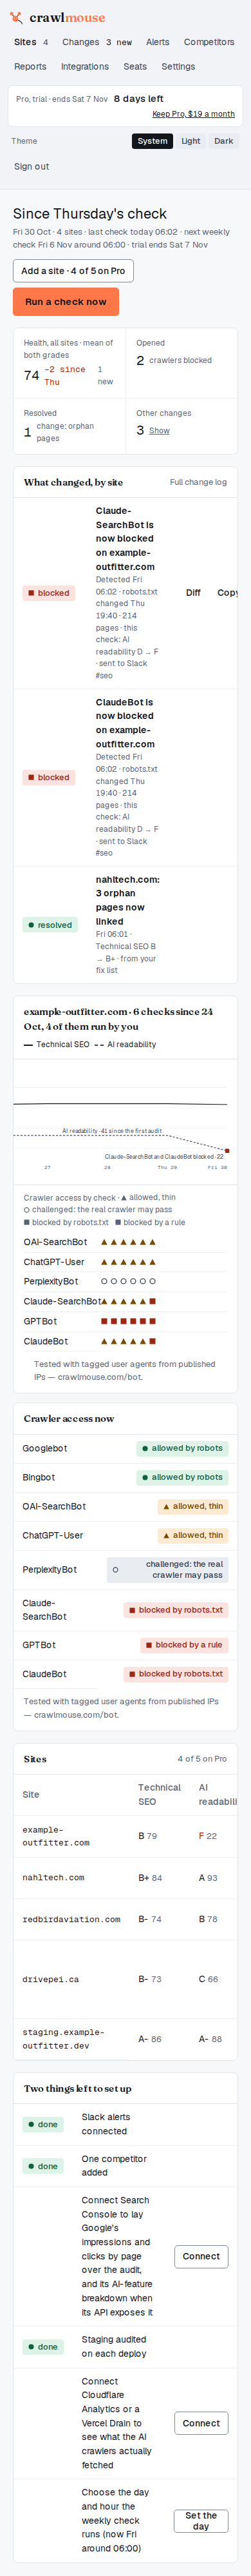 crawlmouse
Sites 4 Changes 3 new Alerts Competitors
Reports Integrations Seats Settings
Pro, trial · ends Sat 7 Nov 8 days left
Keep Pro, $19 a month
Theme System Light Dark
Sign out
Since Thursday's check
Fri 30 Oct · 4 sites · last check today 06:02 · next weekly
check Fri 6 Nov around 06:00 · trial ends Sat 7 Nov
Add a site · 4 of 5 on Pro
Run a check now
Health, all sites · mean of
both grades
74 −2 since
Thu
1
new
Opened
2 crawlers blocked
Resolved
1 change: orphan
pages
Other changes
3 Show
What changed, by site Full change log
blocked
Claude-
SearchBot is
now blocked
on example-
outfitter.com
Detected Fri
06:02 · robots.txt
changed Thu
19:40 · 214
pages · this
check: AI
readability D → F
· sent to Slack
#seo
Diff Copy
blocked
ClaudeBot is
now blocked
on example-
outfitter.com
Detected Fri
06:02 · robots.txt
changed Thu
19:40 · 214
pages · this
check: AI
readability D → F
· sent to Slack
#seo
resolved
nahltech.com:
3 orphan
pages now
linked
Fri 06:01 ·
Technical SEO B
→ B+ · from your
fix list
example-outfitter.com · 6 checks since 24
Oct, 4 of them run by you
Technical SEO AI readability
AI readability · 41 since the first audit
Claude-SearchBot and ClaudeBot blocked · 22
27 28 Thu 29 Fri 30
Crawler access by check · ▲ allowed, thin
○ challenged: the real crawler may pass
■ blocked by robots.txt ■ blocked by a rule
OAI-SearchBot ▲ ▲ ▲ ▲ ▲ ▲
ChatGPT-User ▲ ▲ ▲ ▲ ▲ ▲
PerplexityBot ○ ○ ○ ○ ○ ○
Claude-SearchBot ▲ ▲ ▲ ▲ ▲ ■
GPTBot ■ ■ ■ ■ ■ ■
ClaudeBot ▲ ▲ ▲ ▲ ▲ ■
Tested with tagged user agents from published
IPs — crawlmouse.com/bot.
Crawler access now
Googlebot ● allowed by robots
Bingbot ● allowed by robots
OAI-SearchBot ▲ allowed, thin
ChatGPT-User ▲ allowed, thin
PerplexityBot ○ challenged: the real
crawler may pass
Claude-
SearchBot ■ blocked by robots.txt
GPTBot ■ blocked by a rule
ClaudeBot ■ blocked by robots.txt
Tested with tagged user agents from published IPs
— crawlmouse.com/bot.
Sites 4 of 5 on Pro
Site Technical
SEO
AI
readabili
example-
outfitter.com B 79 F 22
nahltech.com B+ 84 A 93
redbirdaviation.com B- 74 B 78
drivepei.ca B- 73 C 66
staging.example-
outfitter.dev A- 86 A- 88
Two things left to set up
done Slack alerts
connected
done One competitor
added
Connect Search
Console to lay
Google's
impressions and
clicks by page
over the audit,
and its AI-feature
breakdown when
its API exposes it
Connect
done Staging audited
on each deploy
Connect
Cloudflare
Analytics or a
Vercel Drain to
see what the AI
crawlers actually
fetched
Connect
Choose the day
and hour the
weekly check
runs (now Fri
around 06:00)
Set the
day